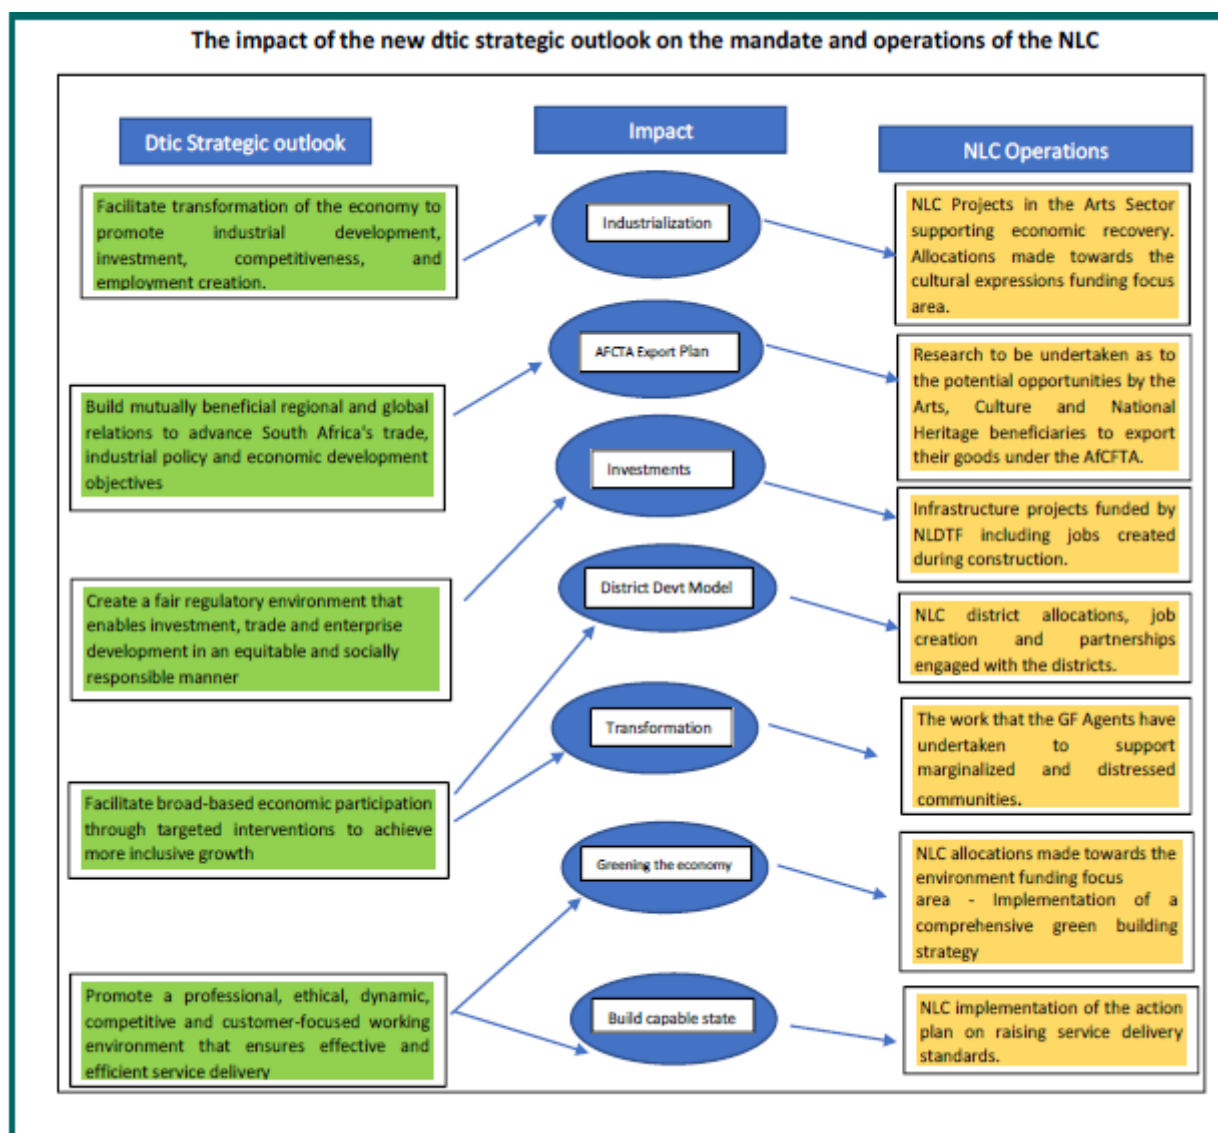 The impact of the new dtic strategic outlook on the mandate and operations of the NLC
Dtic Strategic outlook
Facilitate transformation of the economy to
promote industrial development,
investment, competitiveness, and
employment creation.
Build mutually beneficial regional and global
relations to advance South Africa's trade,
industrial policy and economic development
objectives
Create a fair regulatory environment that
enables investment, trade and enterprise
development in an equitable and socially
responsible manner
Facilitate broad-based economic participation
through targeted interventions to achieve
more inclusive growth
Promote a professional, ethical, dynamic,
competitive and customer-focused working
environment that ensures effective and
efficient service delivery
Impact
Industrialization
AFCTA Export Plan
Investments
District Devt Model
Transformation
Greening the economy
Build capable state
NLC Operations
NLC Projects in the Arts Sector
supporting economic recovery.
Allocations made towards the
cultural expressions funding focus
area.
Research to be undertaken as to
the potential opportunities by the
Arts, Culture and National
Heritage beneficiaries to export
their goods under the AfCFTA.
Infrastructure projects funded by
NLDTF including jobs created
during construction.
NLC district allocations, job
creation and partnerships
engaged with the districts.
The work that the GF Agents have
undertaken to support
marginalized and distressed
communities.
NLC allocations made towards the
environment funding focus
area - Implementation of a
comprehensive green building
strategy
NLC implementation of the action
plan on raising service delivery
standards.